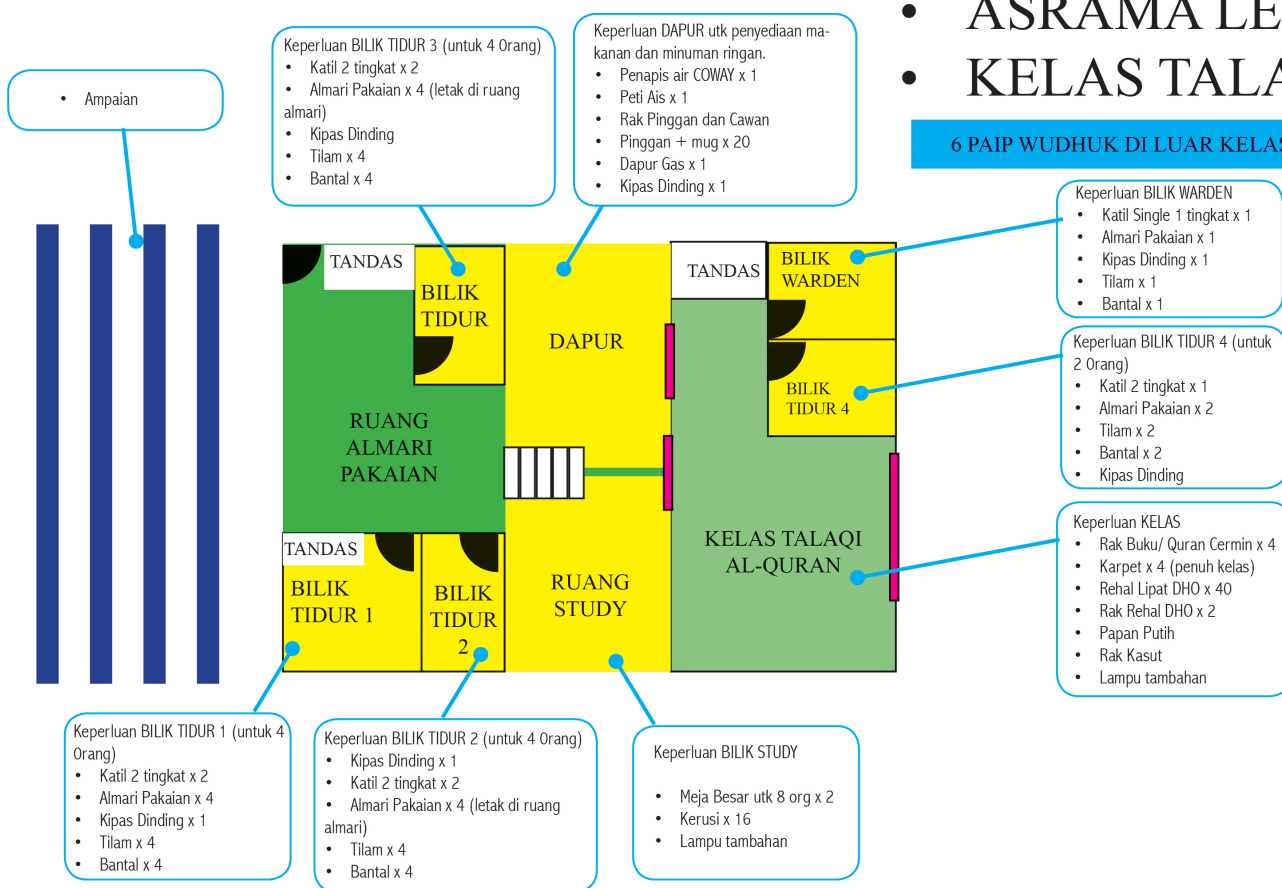 • ASRAMA LE
• KELAS TALA
6 PAIP WUDHUK DI LUAR KELAS
• Ampaian
Keperluan BILIK TIDUR 3 (untuk 4 Orang)
• Katil 2 tingkat x 2
• Almari Pakaian x 4 (letak di ruang
almari)
• Kipas Dinding
• Tilam x 4
• Bantal x 4
Keperluan DAPUR utk penyediaan ma-
kanan dan minuman ringan.
• Penapis air COWAY x 1
• Peti Ais x 1
• Rak Pinggan dan Cawan
• Pinggan + mug x 20
• Dapur Gas x 1
• Kipas Dinding x 1
Keperluan BILIK WARDEN
• Katil Single 1 tingkat x 1
• Almari Pakaian x 1
• Kipas Dinding x 1
• Tilam x 1
• Bantal x 1
Keperluan BILIK TIDUR 4 (untuk
2 Orang)
• Katil 2 tingkat x 1
• Almari Pakaian x 2
• Tilam x 2
• Bantal x 2
• Kipas Dinding
Keperluan KELAS
• Rak Buku/ Quran Cermin x 4
• Karpet x 4 (penuh kelas)
• Rehal Lipat DHO x 40
• Rak Rehal DHO x 2
• Papan Putih
• Rak Kasut
• Lampu tambahan
TANDAS
BILIK
TIDUR
DAPUR
TANDAS
BILIK
WARDEN
BILIK
TIDUR 4
RUANG
ALMARI
PAKAIAN
KELAS TALAQI
AL-QURAN
TANDAS
BILIK
TIDUR 1
BILIK
TIDUR
2
RUANG
STUDY
Keperluan BILIK TIDUR 1 (untuk 4
Orang)
• Katil 2 tingkat x 2
• Almari Pakaian x 4
• Kipas Dinding x 1
• Tilam x 4
• Bantal x 4
Keperluan BILIK TIDUR 2 (untuk 4 Orang)
• Kipas Dinding x 1
• Katil 2 tingkat x 2
• Almari Pakaian x 4 (letak di ruang
almari)
• Tilam x 4
• Bantal x 4
Keperluan BILIK STUDY
• Meja Besar utk 8 org x 2
• Kerusi x 16
• Lampu tambahan